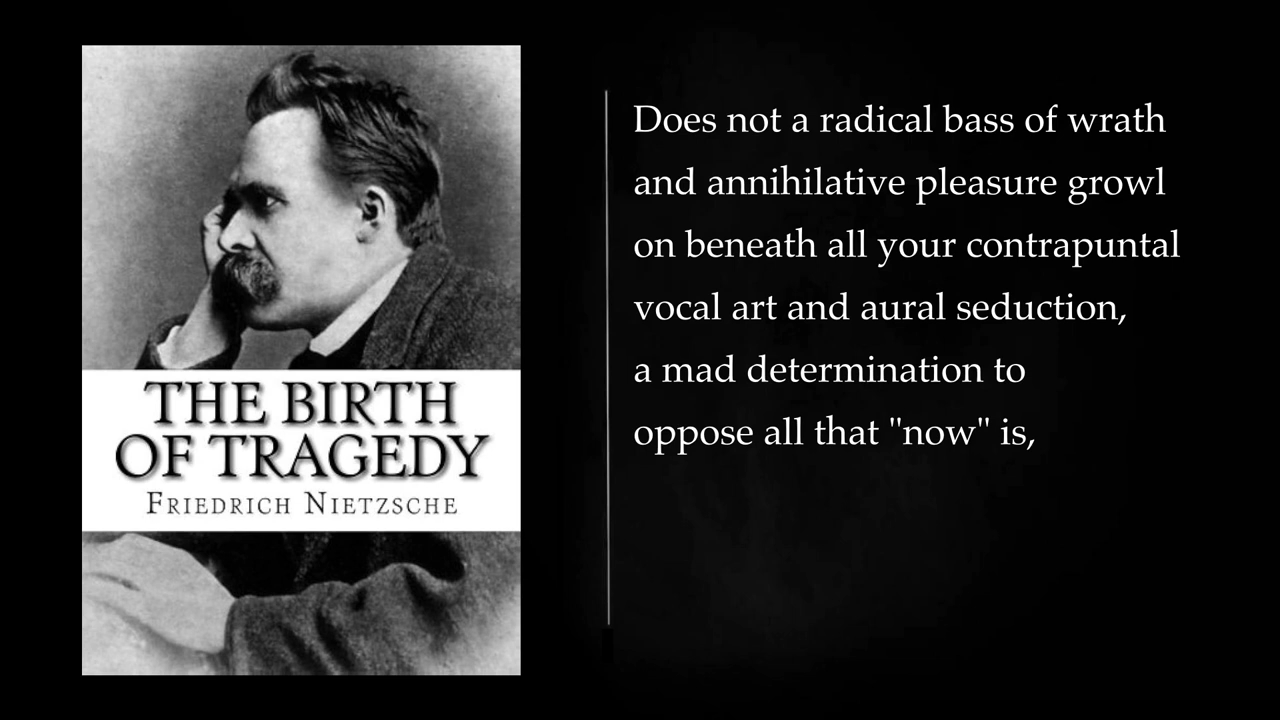 THE BIRTH
OF TRAGEDY
FRIEDRICH NIETZSCHE
Does not a radical bass of wrath
and annihilative pleasure growl
on beneath all your contrapuntal
vocal art and aural seduction,
a mad determination to
oppose all that "now" is,